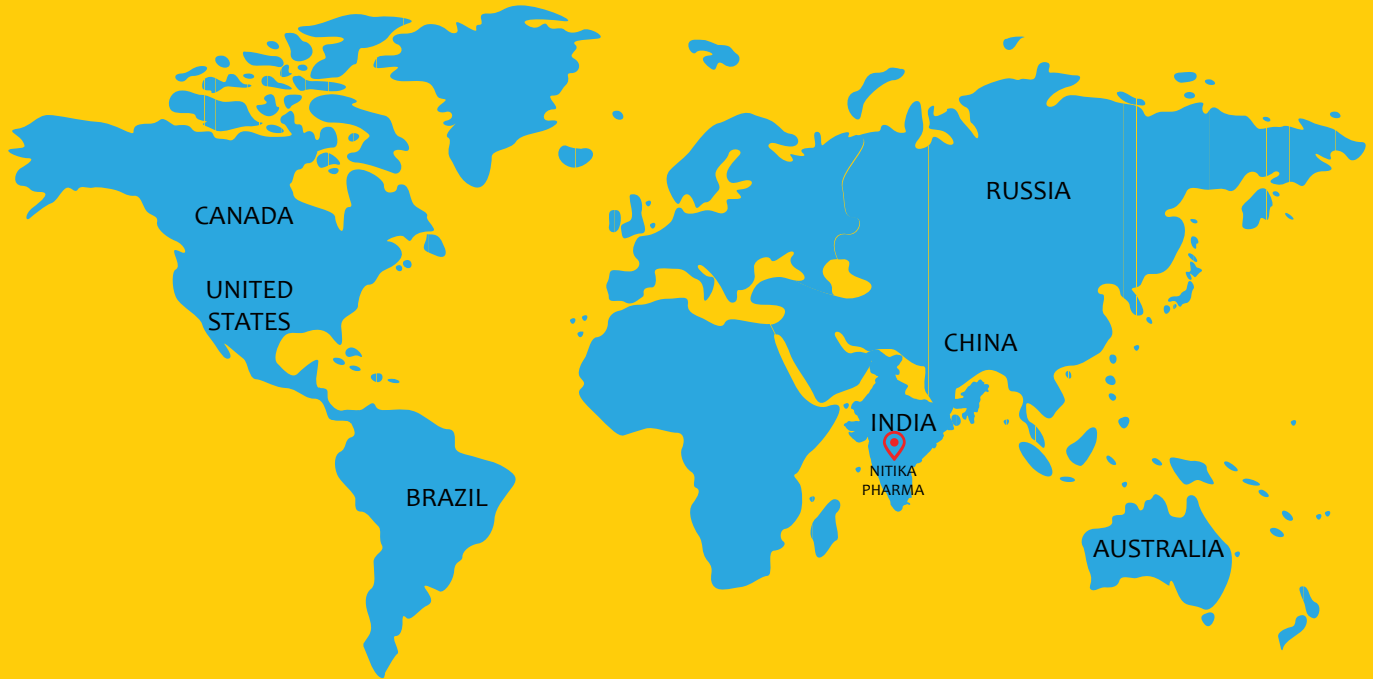 RUSSIA
CANADA
UNITED
STATES
CHINA
INDIA
NITIKA
PHARMA
BRAZIL
AUSTRALIA